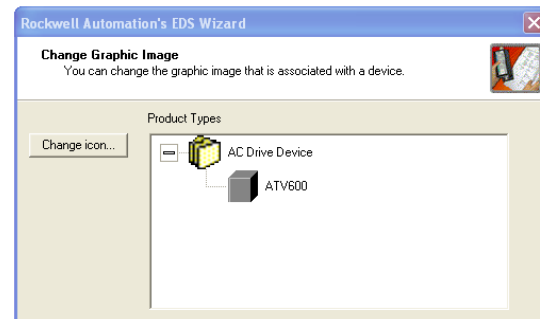 Rockwell Automation's EDS Wizard
Change Graphic Image
You can change the graphic image that is associated with a device.
Product Types
Change icon...
AC Drive Device
ATV600